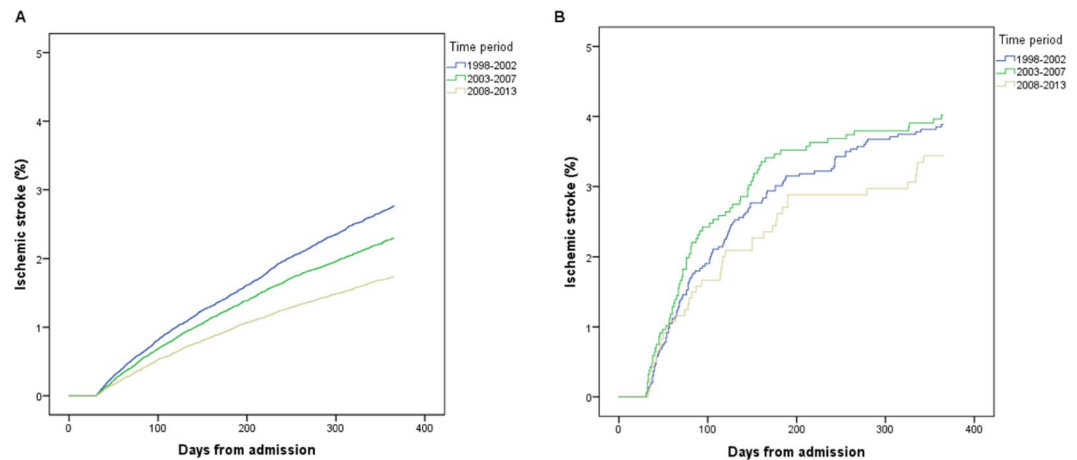 A
Time period
1998-2002
2003-2007
2008-2013
Ischemic stroke (%)
5
4
3
2
1
0
0 100 200 300 400
Days from admission
B
Time period
1998-2002
2003-2007
2008-2013
Ischemic stroke (%)
5
4
3
2
1
0
0 100 200 300 400
Days from admission